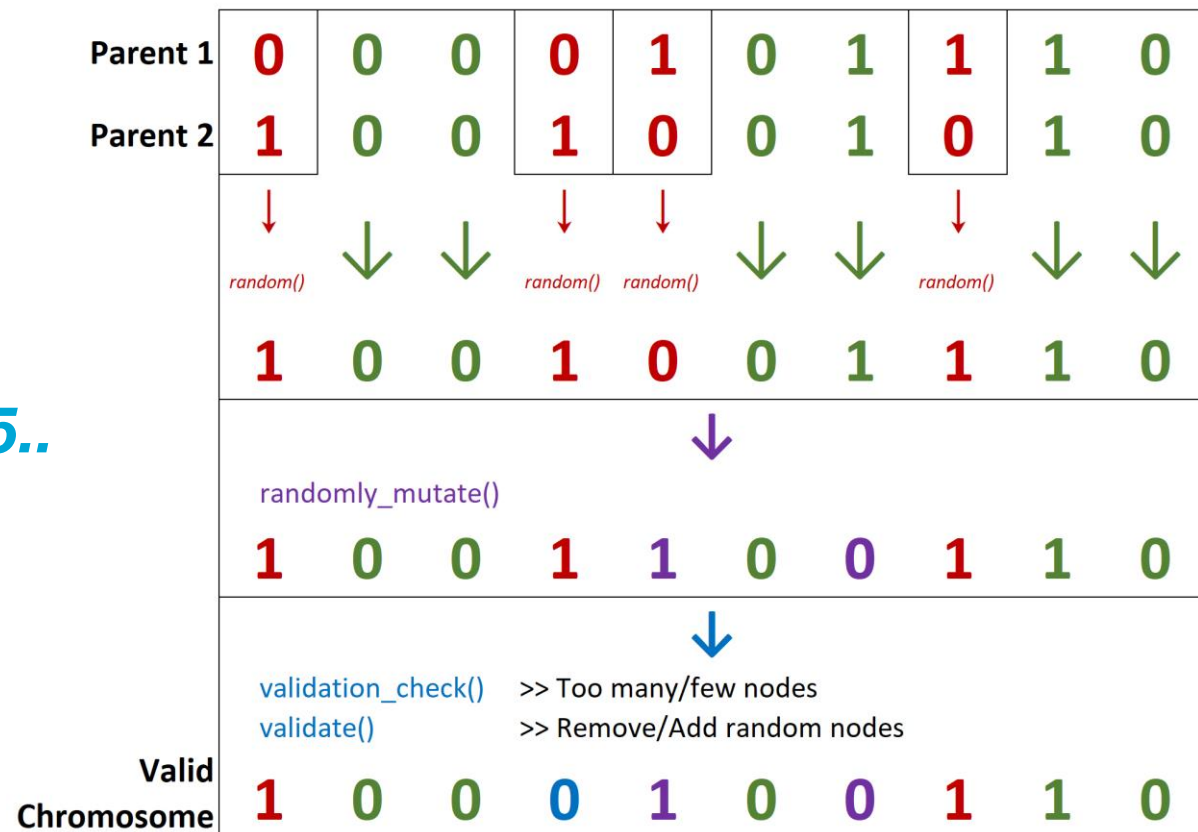 Parent 1 0 0 0 0 1 0 1 1 1 0
Parent 2 1 0 0 1 0 0 1 0 1 0
random() random() random() random()
1 0 0 1 0 0 1 1 1 0
5..
randomly_mutate()
1 0 0 1 1 0 0 1 1 0
validation_check() >> Too many/few nodes
validate() >> Remove/Add random nodes
Valid
Chromosome 1 0 0 0 1 0 0 1 1 0